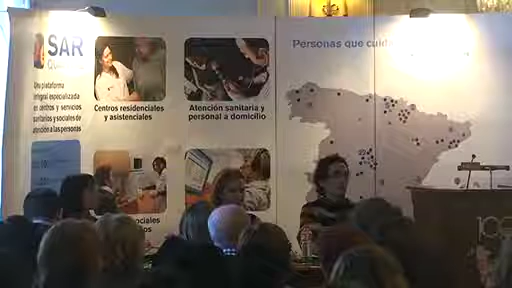 SAR
Una plataforma
integral especializada
en centros y servicios
sanitarios y sociales de
atención a las personas
Centros residenciales
y asistenciales
Atención sanitaria y
personal a domicilio
Personas que cuid